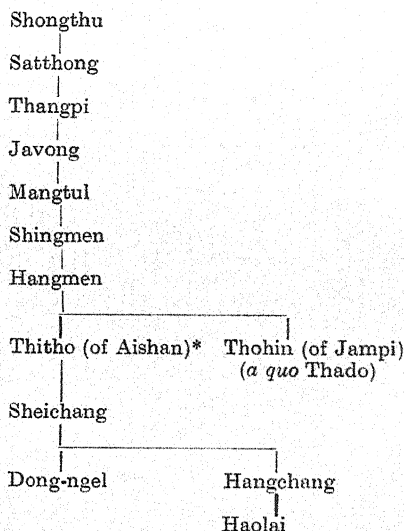 Shongthu
Satthong
Thangpi
Javong
Mangtul
Shingmen
Hangmen
Thitho (of Aishan)* Thohin (of Jampi)
(a quo Thado)
Sheichang
Dong-ngel Hangchang
Haolai